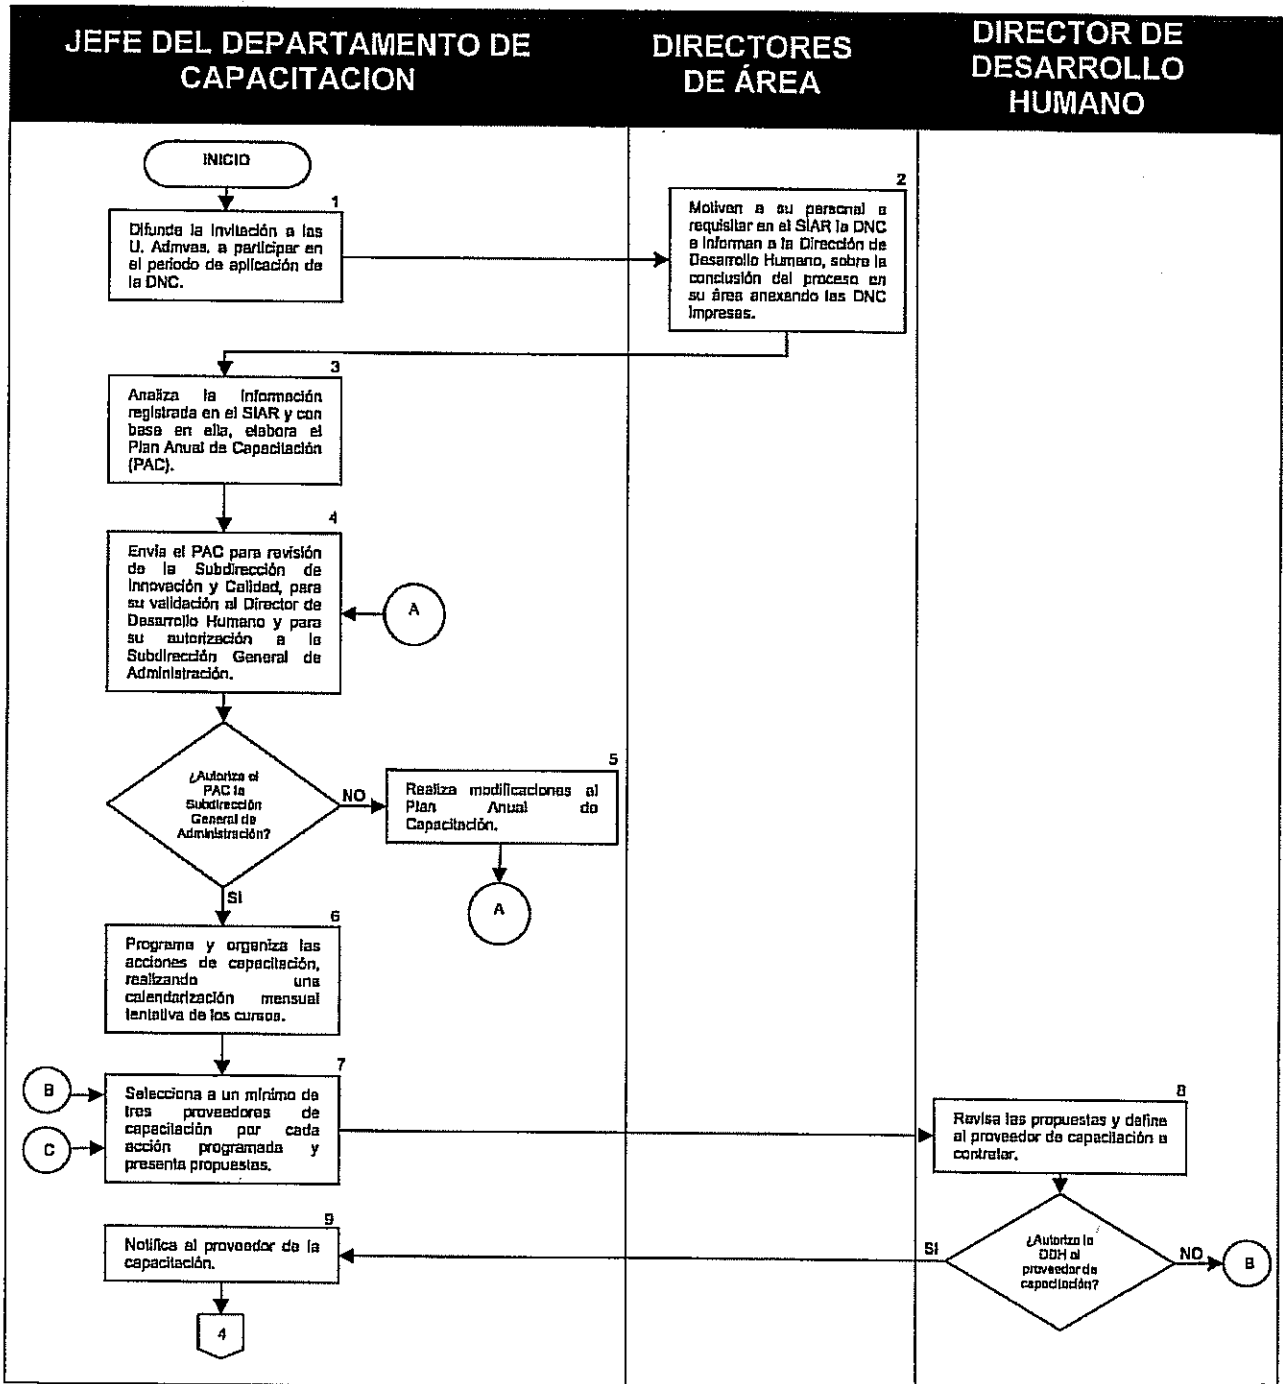 JEFE DEL DEPARTAMENTO DE
CAPACITACION
DIRECTORES
DE ÁREA
DIRECTOR DE
DESARROLLO
HUMANO
INICIO
1
Difunde la invitación a las
U. Admvas. a participar en
el periodo de aplicación de
la DNC.
2
Motivan a su personal a
requisitar en el SIAR la DNC
e informan a la Dirección de
Desarrollo Humano, sobre la
conclusión del proceso en
su área anexando las DNC
impresas.
3
Analiza la información
registrada en el SIAR y con
base en ella, elabora el
Plan Anual de Capacitación
(PAC).
4
Envía el PAC para revisión
de la Subdirección de
Innovación y Calidad, para
su validación al Director de
Desarrollo Humano y para
su autorización a la
Subdirección General de
Administración.
A
¿Autoriza el
PAC la
Subdirección
General de
Administración?
NO
5
Realiza modificaciones al
Plan Anual de
Capacitación.
A
SI
6
Programa y organiza las
acciones de capacitación,
realizando una
calendarización mensual
tentativa de los cursos.
B
C
7
Selecciona a un mínimo de
tres proveedores de
capacitación por cada
acción programada y
presenta propuestas.
8
Revisa las propuestas y define
al proveedor de capacitación a
contratar.
¿Autoriza la
DDH al
proveedor de
capacitación?
NO
B
SI
9
Notifica al proveedor de la
capacitación.
4